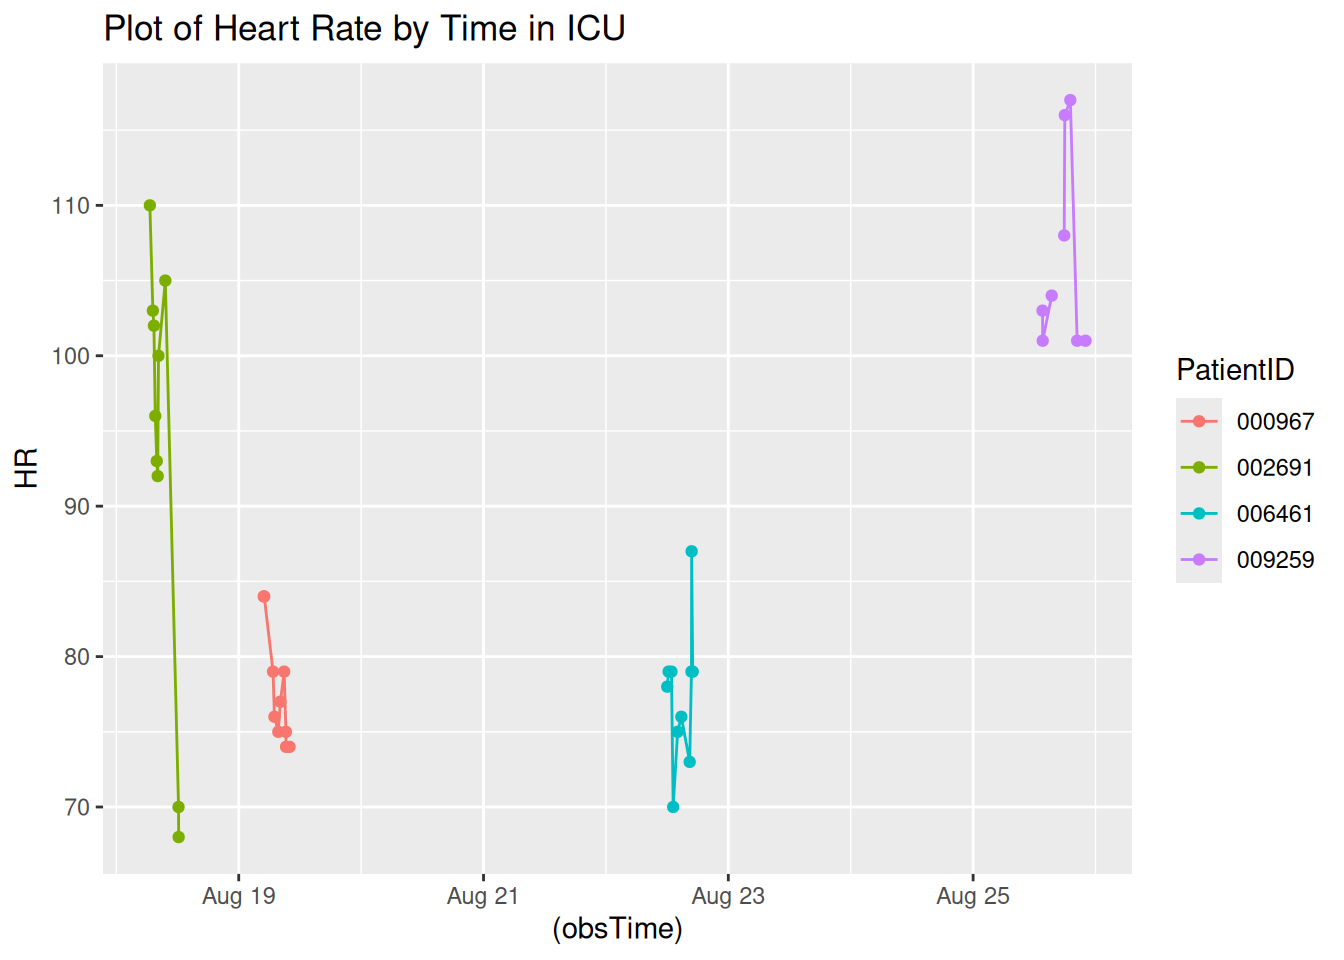 Plot of Heart Rate by Time in ICU
110
100
90
80
70
HR
Aug 19 Aug 21 Aug 23 Aug 25
(obsTime)
PatientID
000967
002691
006461
009259